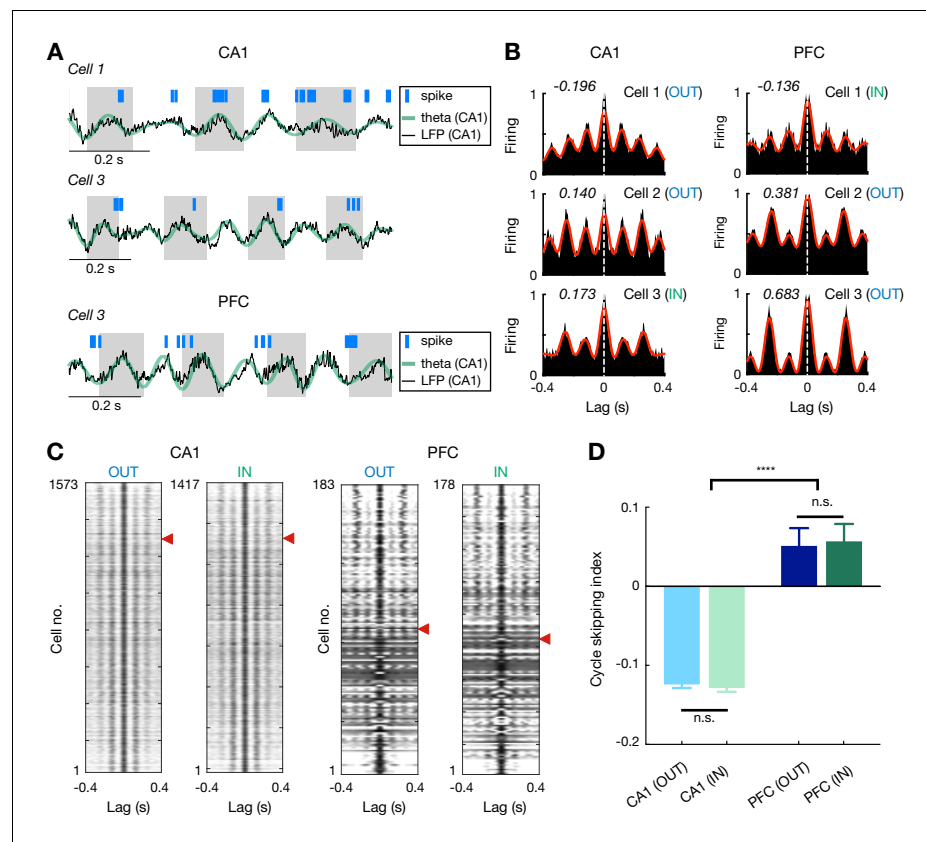 A
CA1
Cell 1
spike
theta (CA1)
LFP (CA1)
0.2 s
Cell 3
0.2 s
PFC
Cell 3
spike
theta (CA1)
LFP (CA1)
0.2 s
B
CA1
PFC
-0.196
Cell 1 (OUT)
-0.136
Cell 1 (IN)
1
0
Firing
1
0
Firing
0.140
Cell 2 (OUT)
0.381
Cell 2 (OUT)
1
0
Firing
1
0
Firing
0.173
Cell 3 (IN)
0.683
Cell 3 (OUT)
1
0
Firing
1
0
Firing
-0.4 0 0.4
-0.4 0 0.4
Lag (s)
Lag (s)
C
CA1
PFC
OUT
IN
OUT
IN
1573
1417
183
178
Cell no.
Cell no.
1
1
1
1
-0.4 0.4
-0.4 0.4
-0.4 0.4
-0.4 0.4
Lag (s)
Lag (s)
Lag (s)
Lag (s)
D
****
n.s.
0.1
0
-0.1
-0.2
Cycle skipping index
n.s.
CA1 (OUT)
CA1 (IN)
PFC (OUT)
PFC (IN)